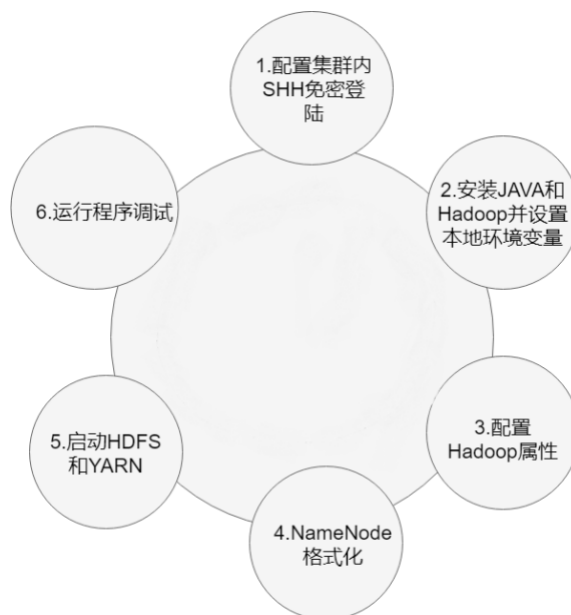 1.配置集群内
SHH免密登
陆
2.安装JAVA和
Hadoop并设置
本地环境变量
3.配置
Hadoop属性
4.NameNode
格式化
5.启动HDFS
和YARN
6.运行程序调试